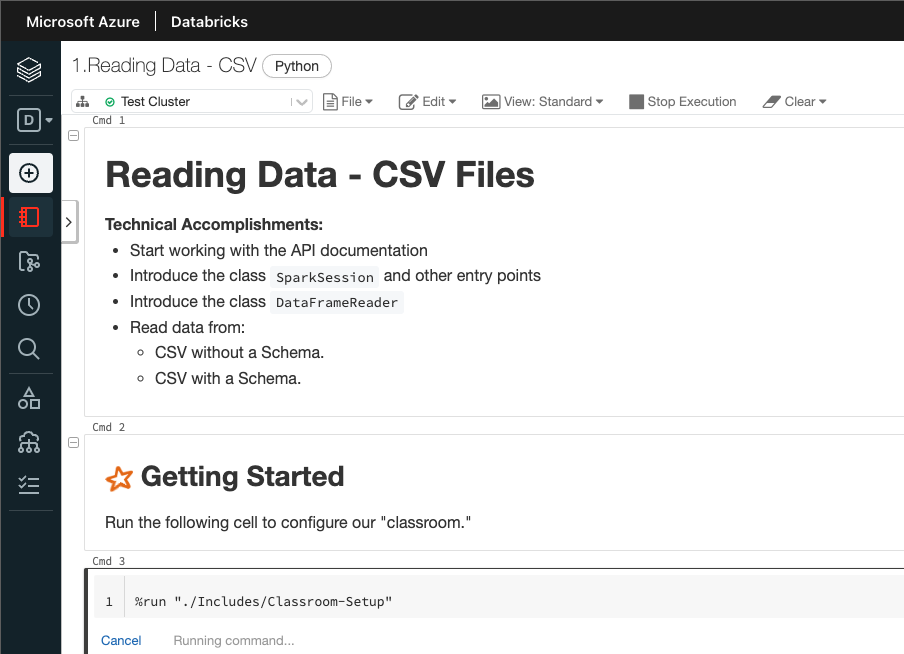 Microsoft Azure Databricks
1.Reading Data - CSV Python
D
Test Cluster File Edit View: Standard Stop Execution Clear
Cmd 1
Reading Data - CSV Files
Technical Accomplishments:
• Start working with the API documentation
• Introduce the class SparkSession and other entry points
• Introduce the class DataFrameReader
• Read data from:
◦ CSV without a Schema.
◦ CSV with a Schema.
Cmd 2
Getting Started
Run the following cell to configure our "classroom."
Cmd 3
1 %run "./Includes/Classroom-Setup"
Cancel Running command...